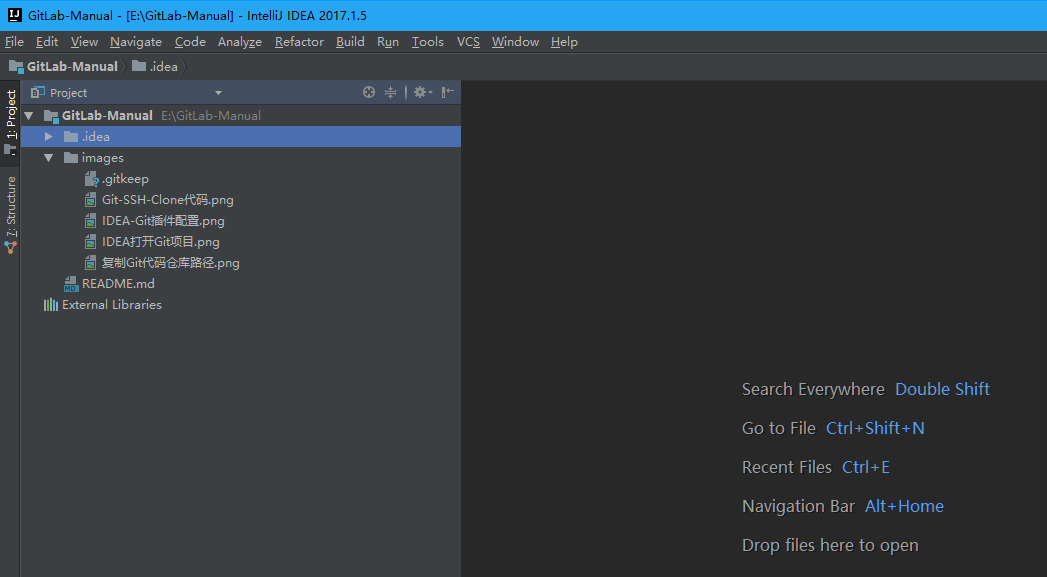 GitLab-Manual - [E:\GitLab-Manual] - IntelliJ IDEA 2017.1.5
File Edit View Navigate Code Analyze Refactor Build Run Tools VCS Window Help
GitLab-Manual .idea
1: Project
7: Structure
Project
GitLab-Manual E:\GitLab-Manual
.idea
images
.gitkeep
Git-SSH-Clone代码.png
IDEA-Git插件配置.png
IDEA打开Git项目.png
复制Git代码仓库路径.png
README.md
External Libraries
Search Everywhere Double Shift
Go to File Ctrl+Shift+N
Recent Files Ctrl+E
Navigation Bar Alt+Home
Drop files here to open